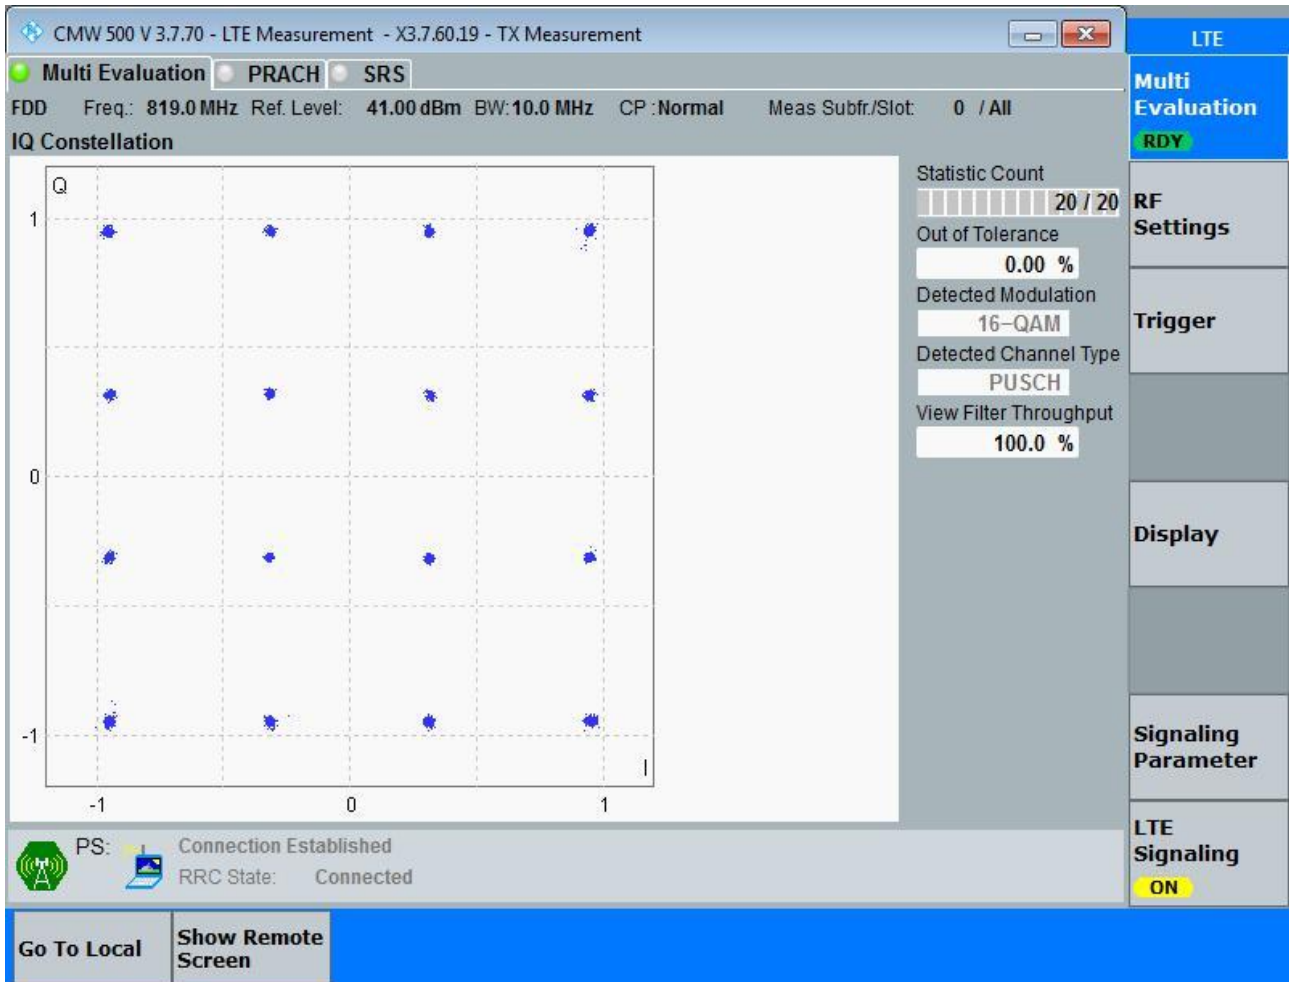 CMW 500 V 3.7.70 - LTE Measurement - X3.7.60.19 - TX Measurement
LTE
Multi Evaluation PRACH SRS
FDD Freq.: 819.0 MHz Ref. Level: 41.00 dBm BW: 10.0 MHz CP : Normal Meas Subfr./Slot: 0 / All
IQ Constellation
Q
1
0
-1
I
-1 0 1
Statistic Count
20 / 20
Out of Tolerance
0.00 %
Detected Modulation
16-QAM
Detected Channel Type
PUSCH
View Filter Throughput
100.0 %
Multi
Evaluation
RDY
RF
Settings
Trigger
Display
Signaling
Parameter
LTE
Signaling
ON
PS: Connection Established
RRC State: Connected
Go To Local
Show Remote
Screen